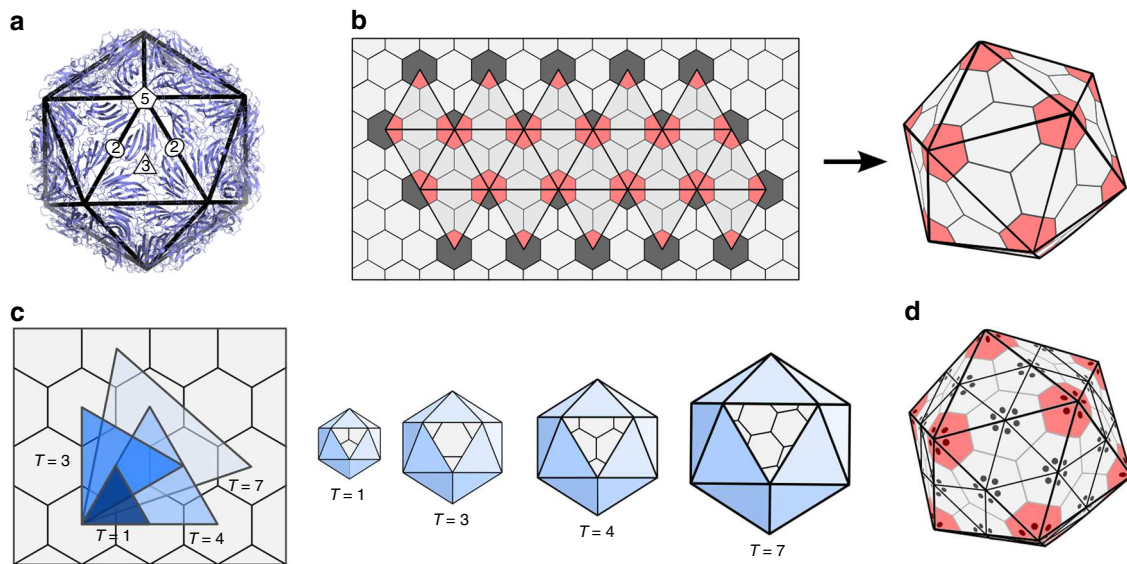 a
5
2
2
3
b
c
T = 3
T = 7
T = 1
T = 4
T = 1
T = 3
T = 4
T = 7
d